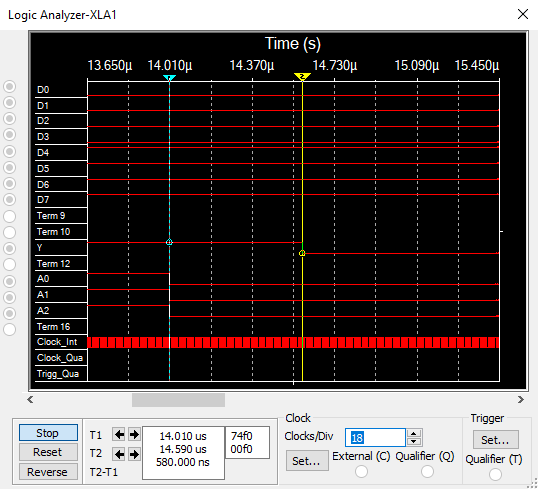 Logic Analyzer-XLA1
Time (s)
13.650µ 14.010µ 14.370µ 14.730µ 15.090µ 15.450µ
1 2
D0
D1
D2
D3
D4
D5
D6
D7
Term 9
Term 10
Y
Term 12
A0
A1
A2
Term 16
Clock_Int
Clock_Qua
Trigg_Qua
Stop
Reset
Reverse
T1
T2
T2-T1
14.010 us
14.590 us
580.000 ns
74f0
00f0
Clock
Clocks/Div 18
Set... External (C) Qualifier (Q)
Trigger
Set...
Qualifier (T)